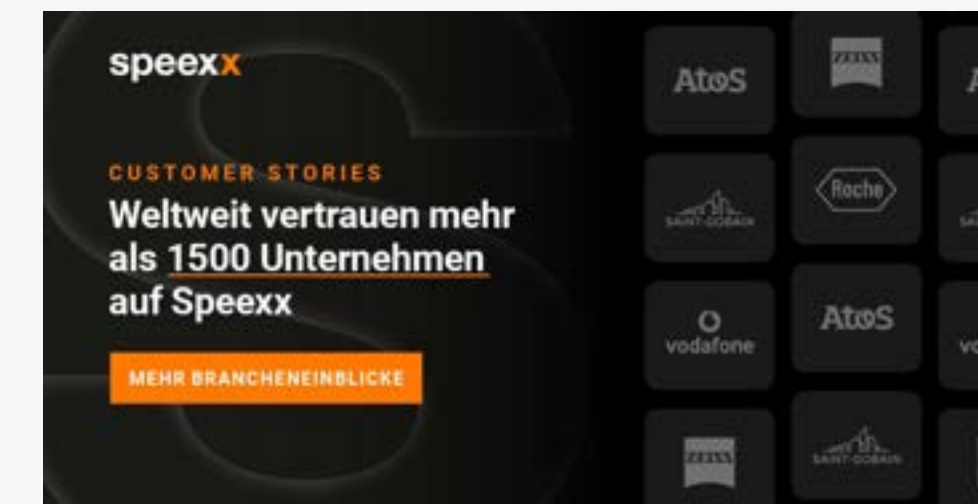 speexx
CUSTOMER STORIES
Weltweit vertrauen mehr
als 1500 Unternehmen
auf Speexx
MEHR BRANCHENEINBLICKE
Atos
ZEISS
SAINT-GOBAIN
Roche
vodafone
Atos
ZEISS
SAINT-GOBAIN